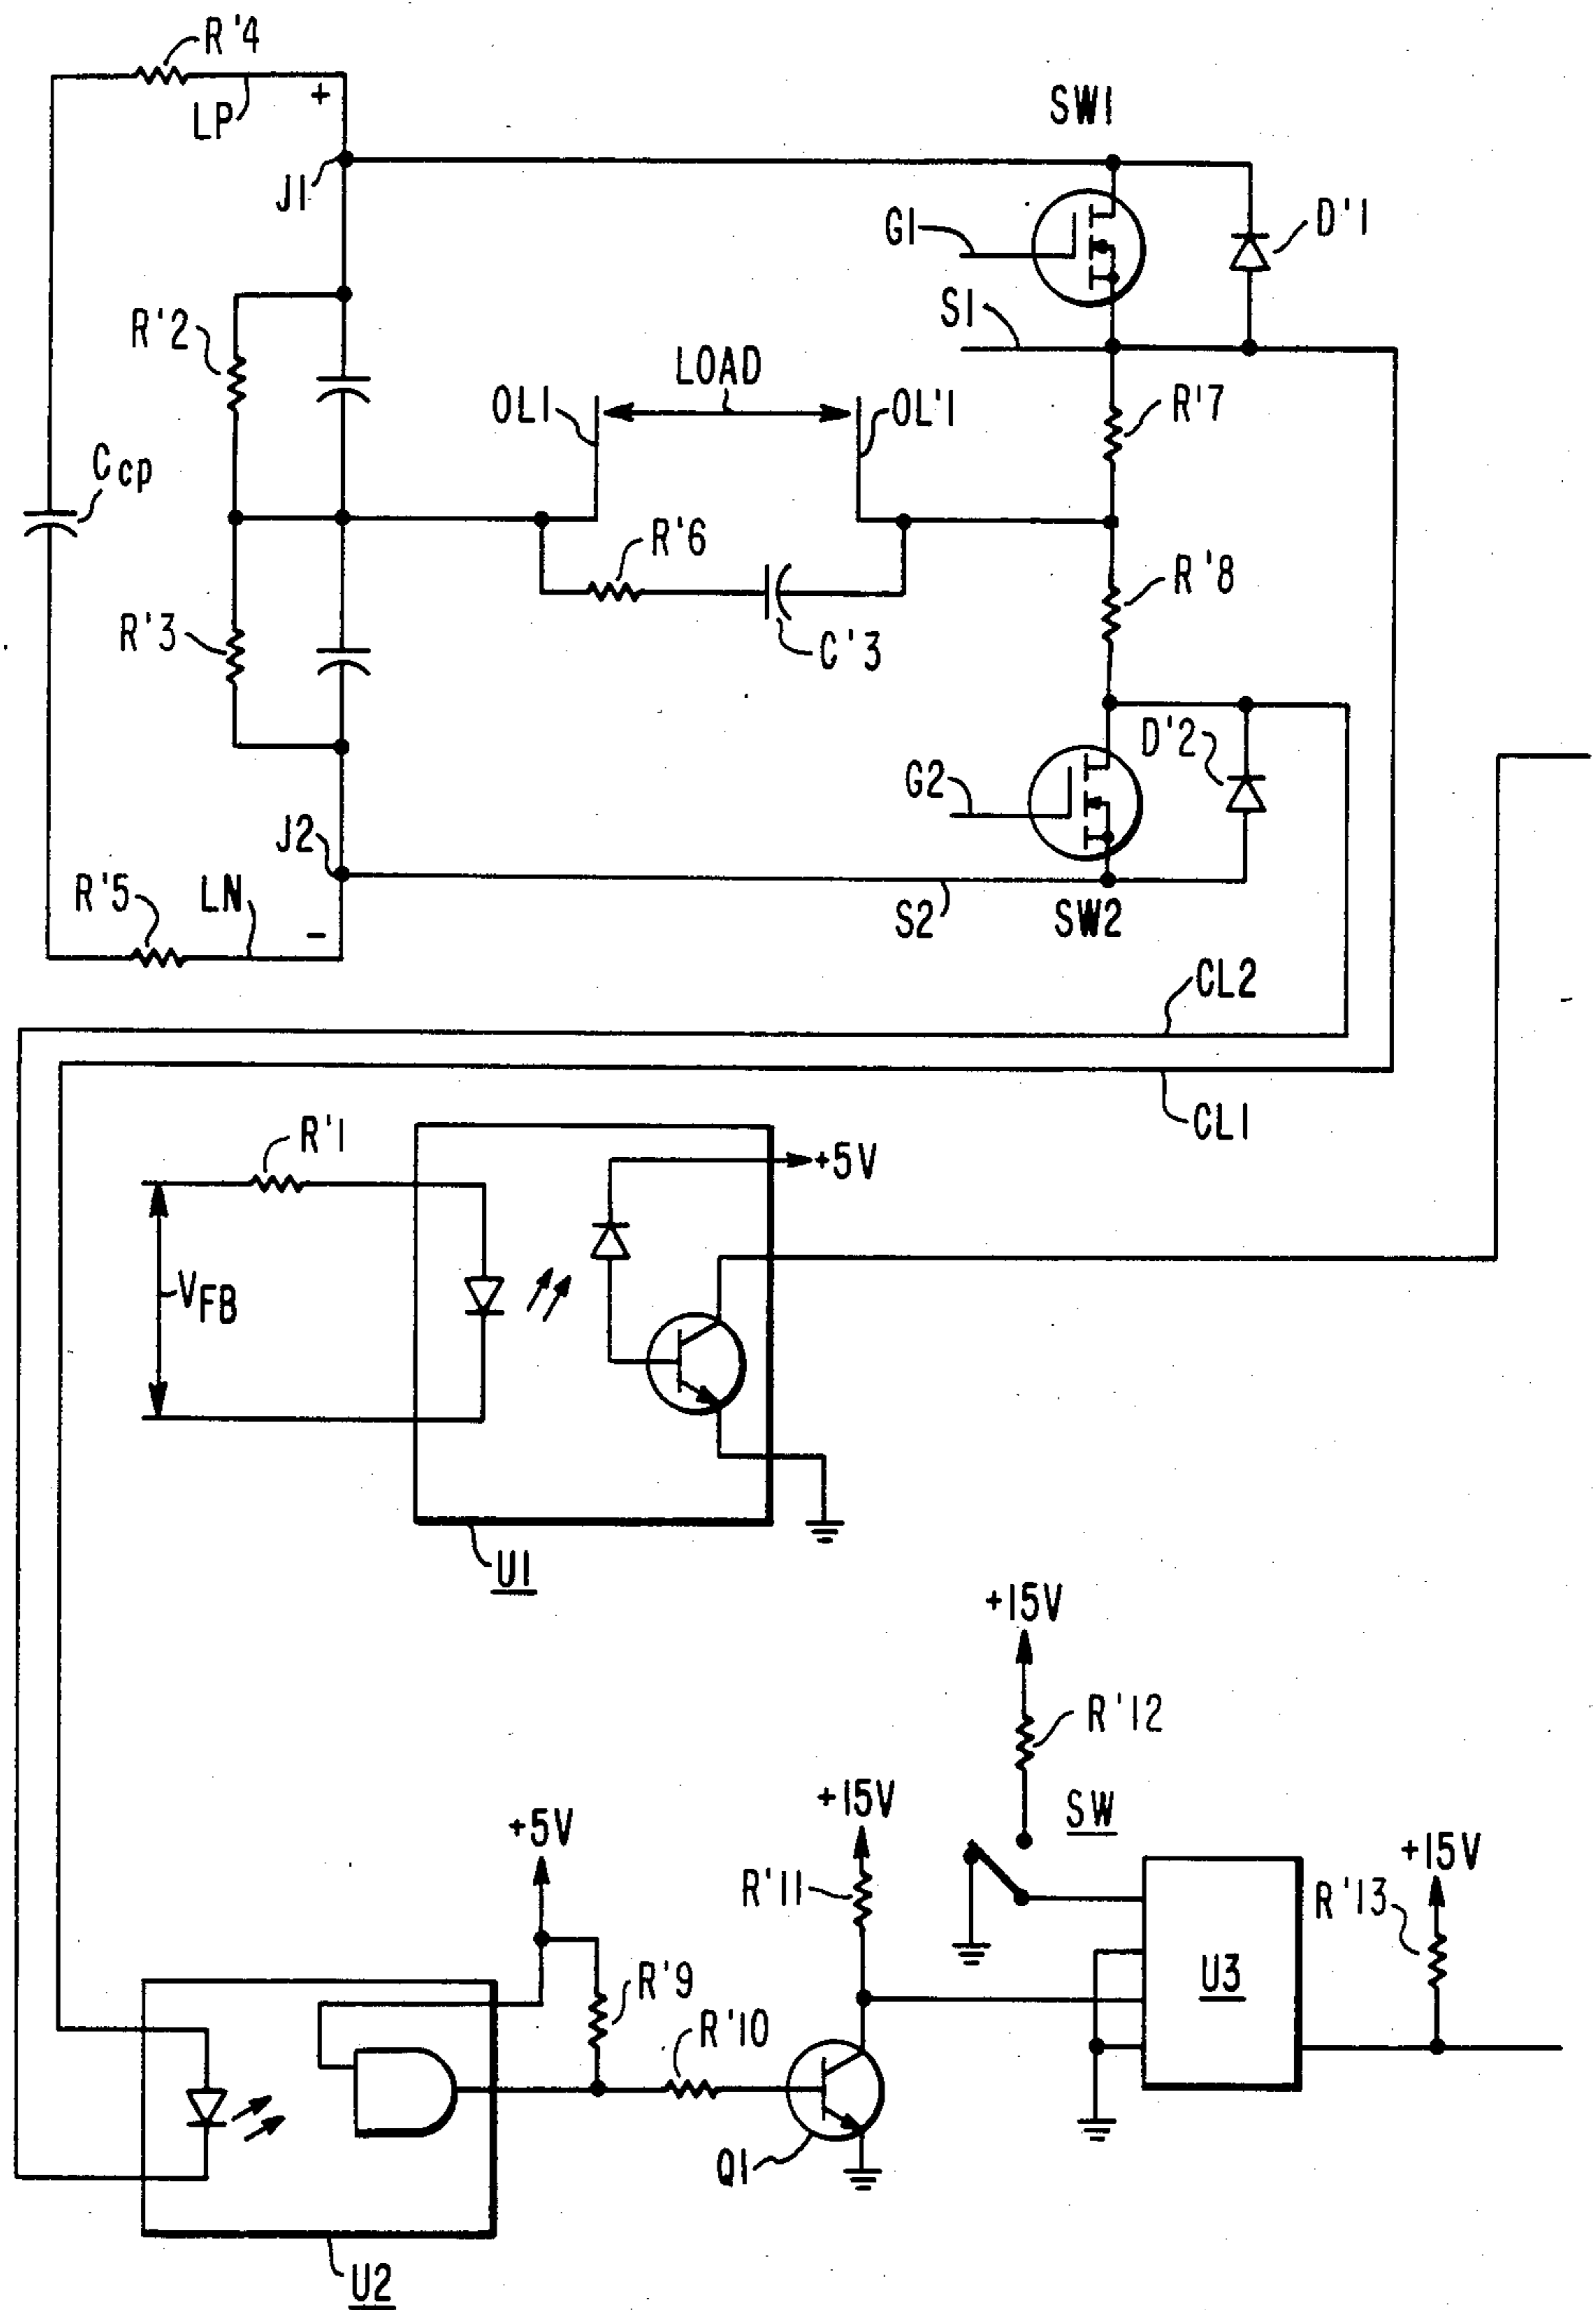 R'4
LP
+
SW1
J1
G1
D'1
S1
R'2
LOAD
OL1
OL'1
R'7
Ccp
R'6
R'8
R'3
C'3
D'2
G2
J2
R'5
LN
-
S2
SW2
CL2
CL1
R'1
+5V
VFB
U1
+15V
R'12
SW
+5V
+15V
R'11
+15V
R'13
U3
R'9
R'10
Q1
U2